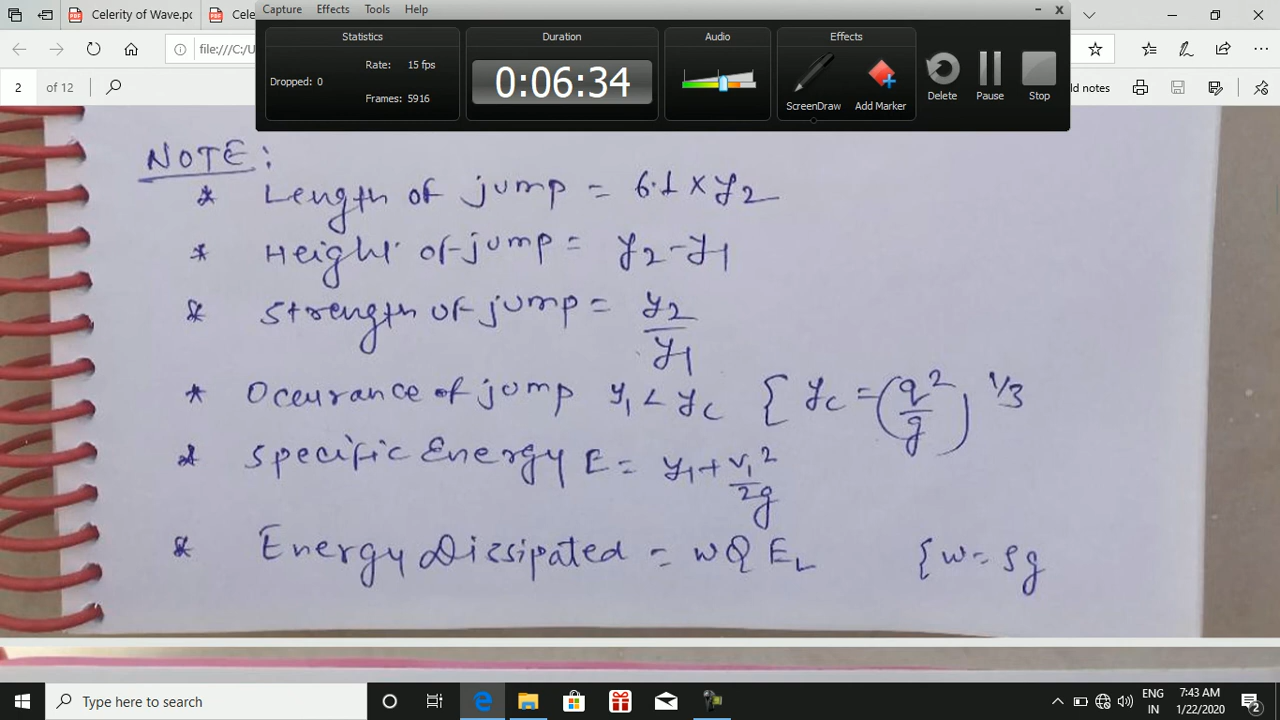 Celerity of Wave.pd
Cele
Capture Effects Tools Help
Statistics
Dropped: 0
Rate: 15 fps
Frames: 5916
Duration
0:06:34
Audio
Effects
ScreenDraw
Add Marker
Delete
Pause
Stop
file:///C:/U
of 12
dd notes
NOTE:
* Length of jump = 6.1 × y2
* Height of jump = y2 - y1
* Strength of jump = y2/y1
* Occurance of jump y1 < yc { yc = (q²/g)^1/3
* Specific Energy E = y1 + v1²/2g
* Energy Dissipated = w Q EL { w = ρg
Type here to search
ENG
IN
7:43 AM
1/22/2020
2